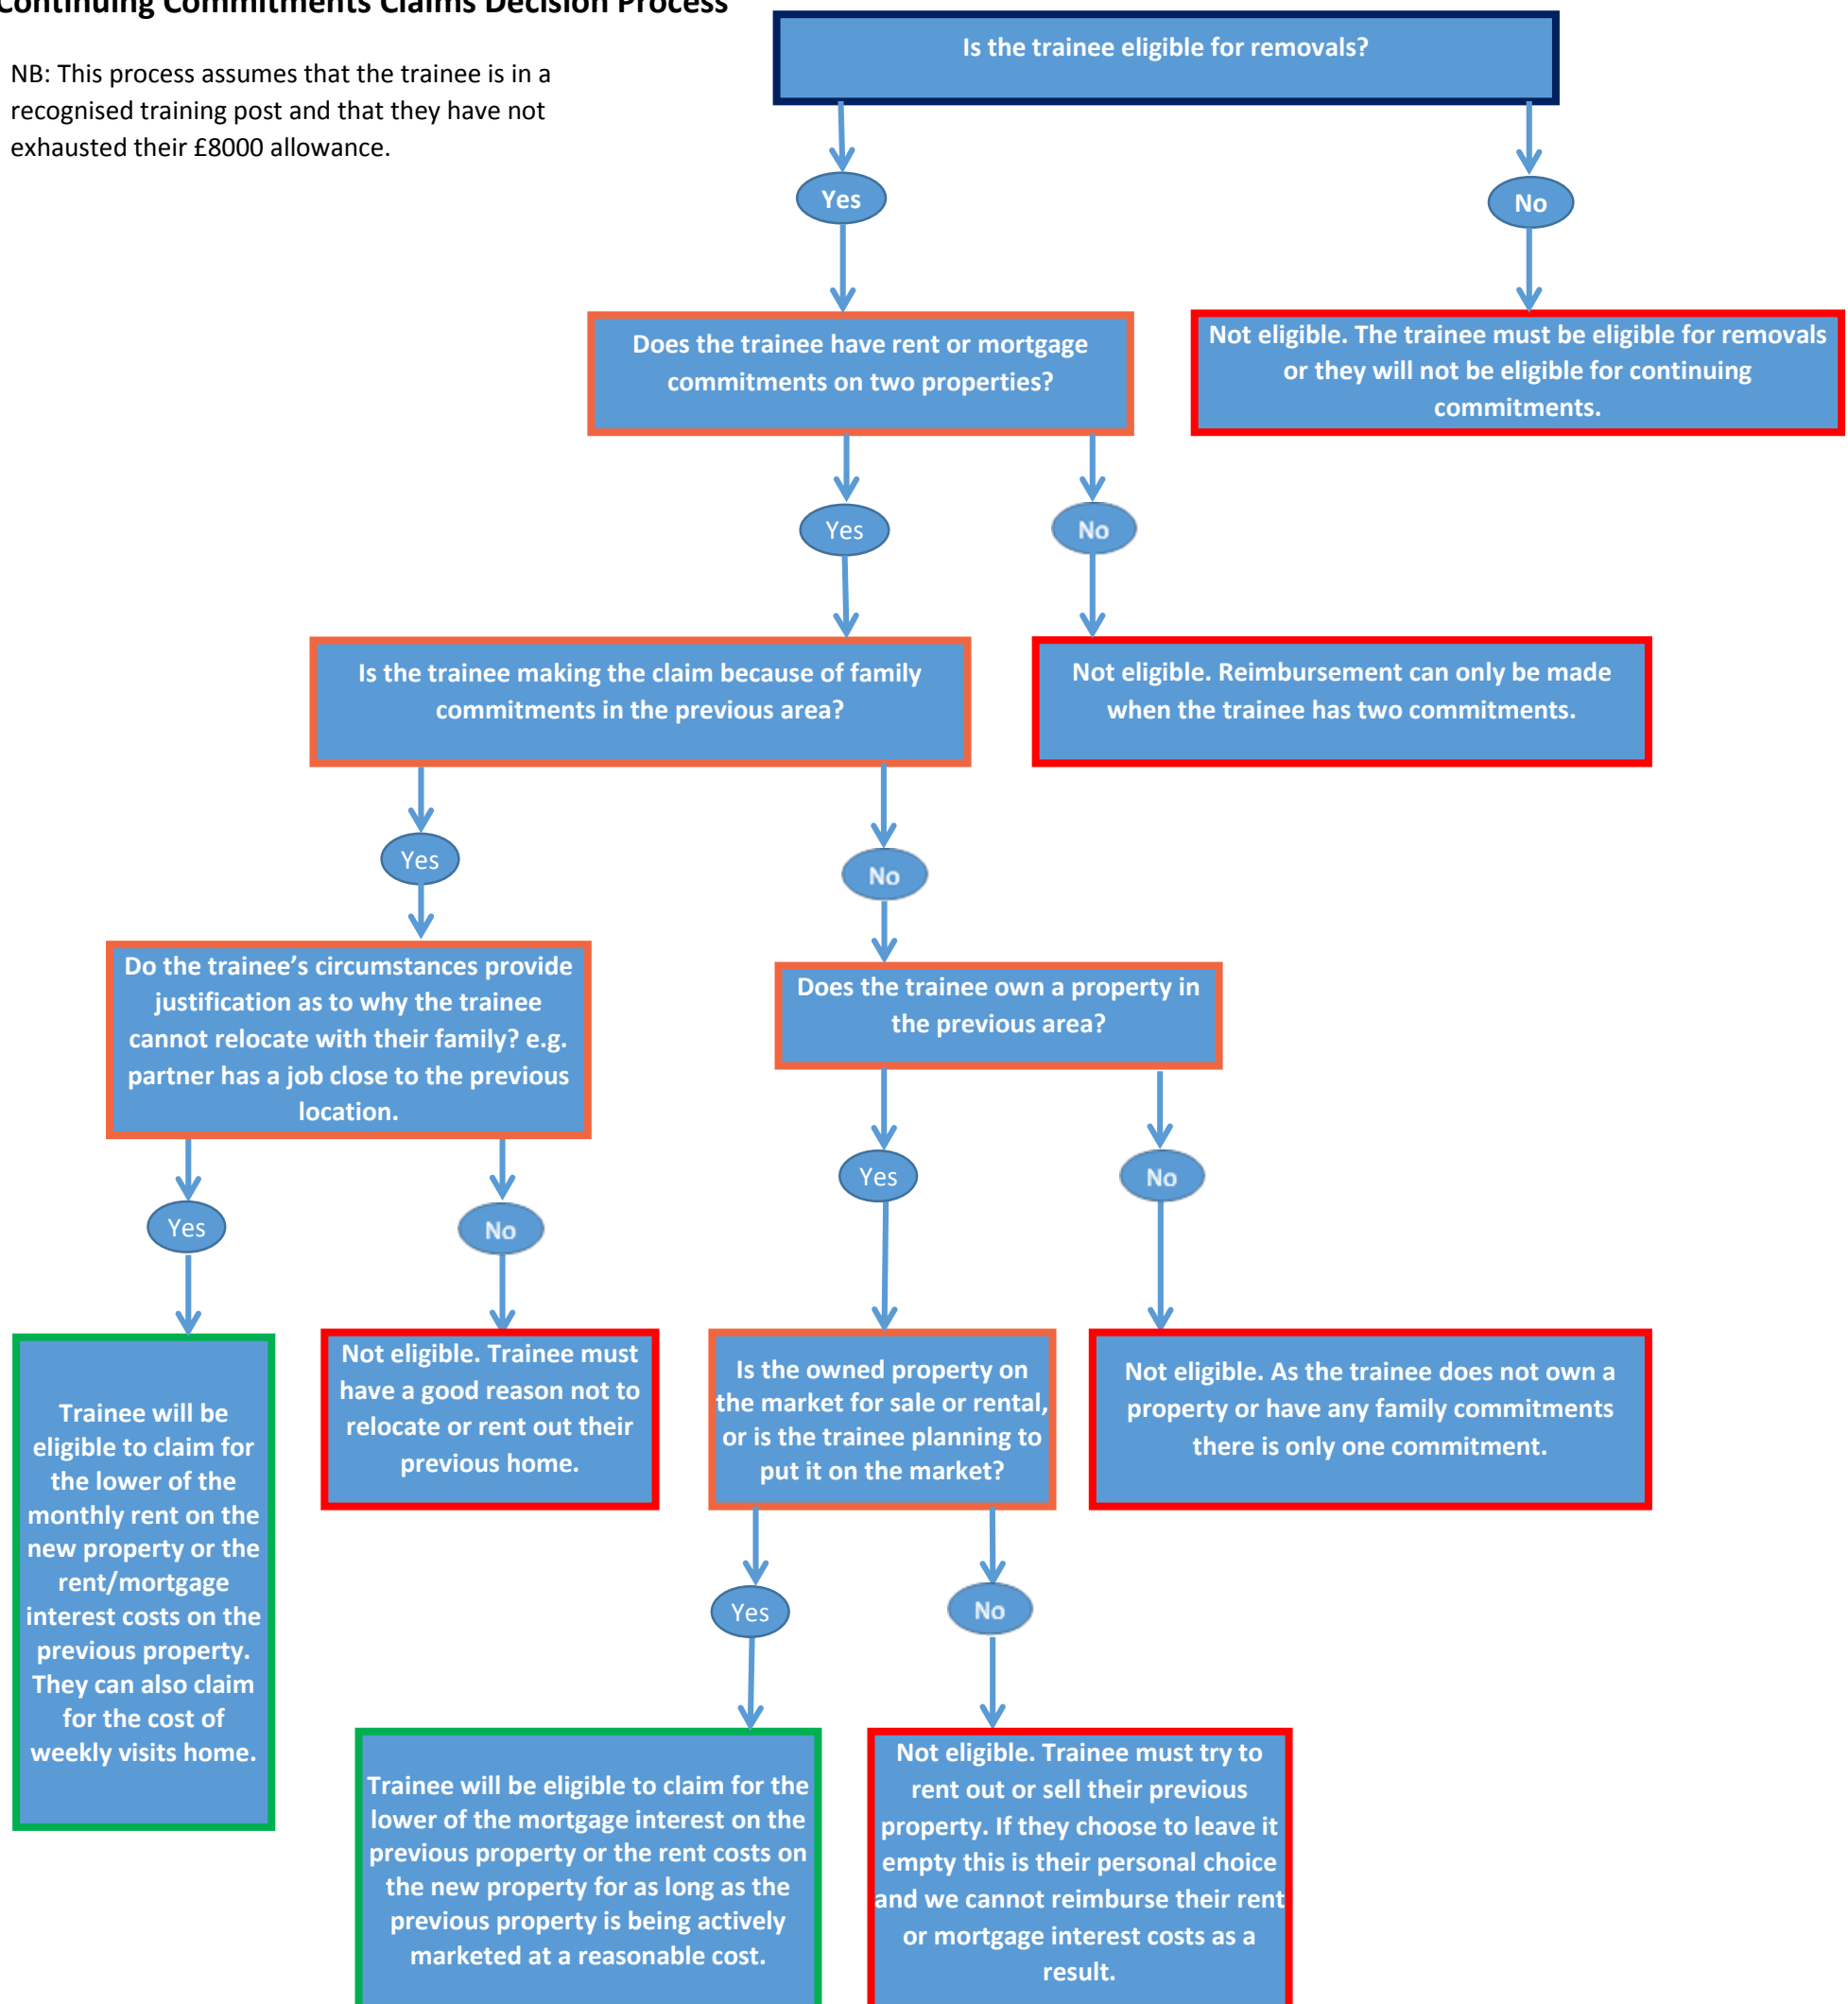 Continuing Commitments Claims Decision Process
NB: This process assumes that the trainee is in a
recognised training post and that they have not
exhausted their £8000 allowance.
Is the trainee eligible for removals?
Yes
No
Does the trainee have rent or mortgage
commitments on two properties?
Not eligible. The trainee must be eligible for removals
or they will not be eligible for continuing
commitments.
Yes
No
Is the trainee making the claim because of family
commitments in the previous area?
Not eligible. Reimbursement can only be made
when the trainee has two commitments.
Yes
No
Do the trainee’s circumstances provide
justification as to why the trainee
cannot relocate with their family? e.g.
partner has a job close to the previous
location.
Does the trainee own a property in
the previous area?
Yes
No
Yes
No
Trainee will be
eligible to claim for
the lower of the
monthly rent on the
new property or the
rent/mortgage
interest costs on the
previous property.
They can also claim
for the cost of
weekly visits home.
Not eligible. Trainee must
have a good reason not to
relocate or rent out their
previous home.
Is the owned property on
the market for sale or rental,
or is the trainee planning to
put it on the market?
Not eligible. As the trainee does not own a
property or have any family commitments
there is only one commitment.
Yes
No
Trainee will be eligible to claim for the
lower of the mortgage interest on the
previous property or the rent costs on
the new property for as long as the
previous property is being actively
marketed at a reasonable cost.
Not eligible. Trainee must try to
rent out or sell their previous
property. If they choose to leave it
empty this is their personal choice
and we cannot reimburse their rent
or mortgage interest costs as a
result.